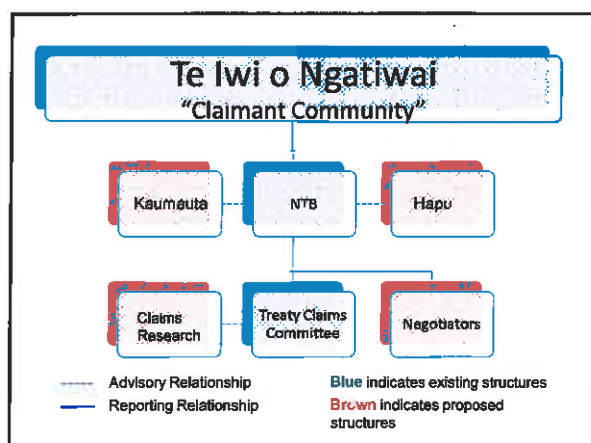 Te Iwi o Ngatiwai
“Claimant Community”
Kaumauta
NTB
Hapu
Claims
Research
Treaty Claims
Committee
Negotiators
Advisory Relationship
Reporting Relationship
Blue indicates existing structures
Brown indicates proposed
structures